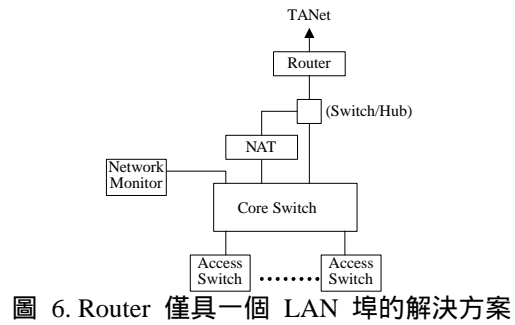 TANet
Router
(Switch/Hub)
NAT
Network
Monitor
Core Switch
Access
Switch
........
Access
Switch
圖 6. Router 僅具一個 LAN 埠的解決方案